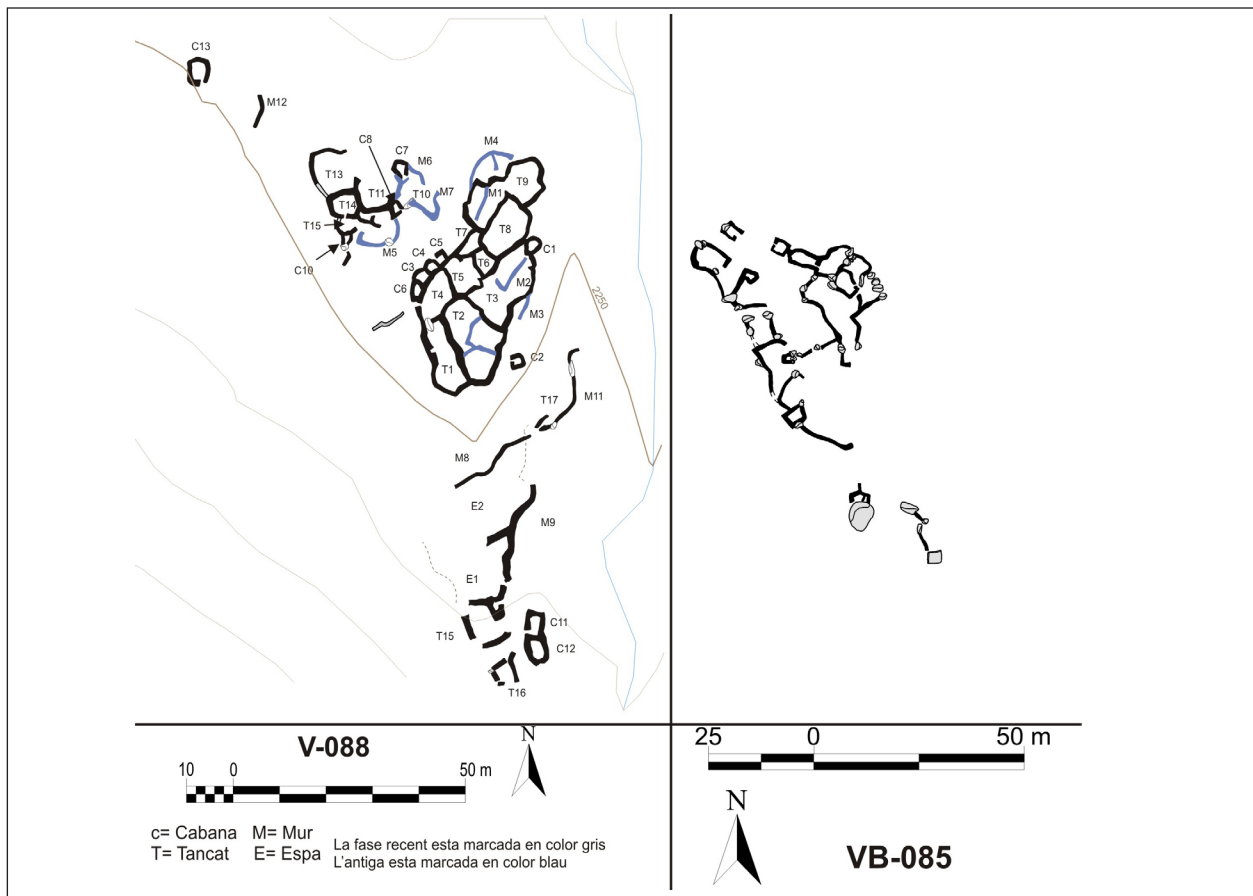 C13
M12
C8
C7
M6
M4
T13
T11
T10
M7
M1
T9
T14
T15
M5
T7
T8
C10
C5
C4
C3
C6
T6
T5
C1
T4
T3
M2
T2
M3
2250
T1
C2
T17
M11
M8
E2
M9
E1
T15
C11
C12
T16
V-088
N
10 0 50 m
c= Cabana M= Mur
T= Tancat E= Espa
La fase recent esta marcada en color gris
L'antiga esta marcada en color blau
25 0 50 m
N
VB-085